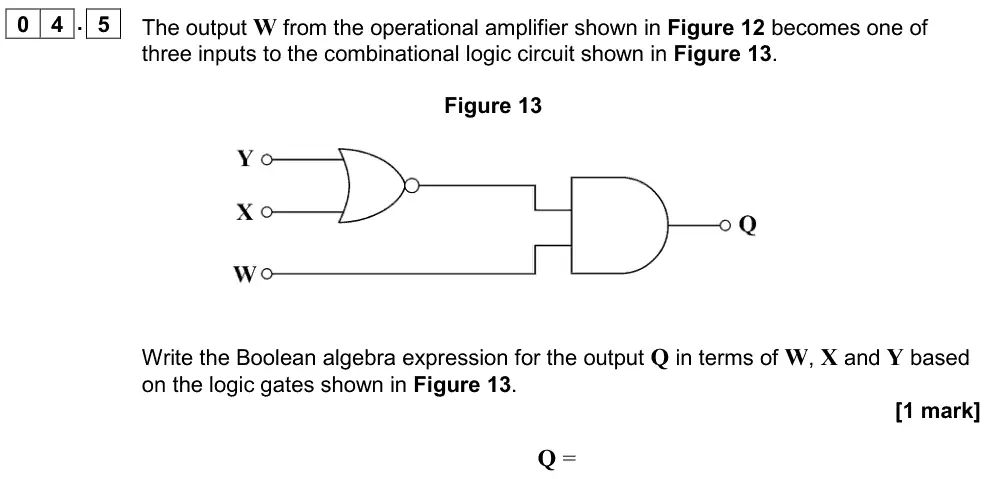 0 4 . 5 The output W from the operational amplifier shown in Figure 12 becomes one of
three inputs to the combinational logic circuit shown in Figure 13.
Figure 13
Y
X
Q
W
Write the Boolean algebra expression for the output Q in terms of W, X and Y based
on the logic gates shown in Figure 13.
[1 mark]
Q =